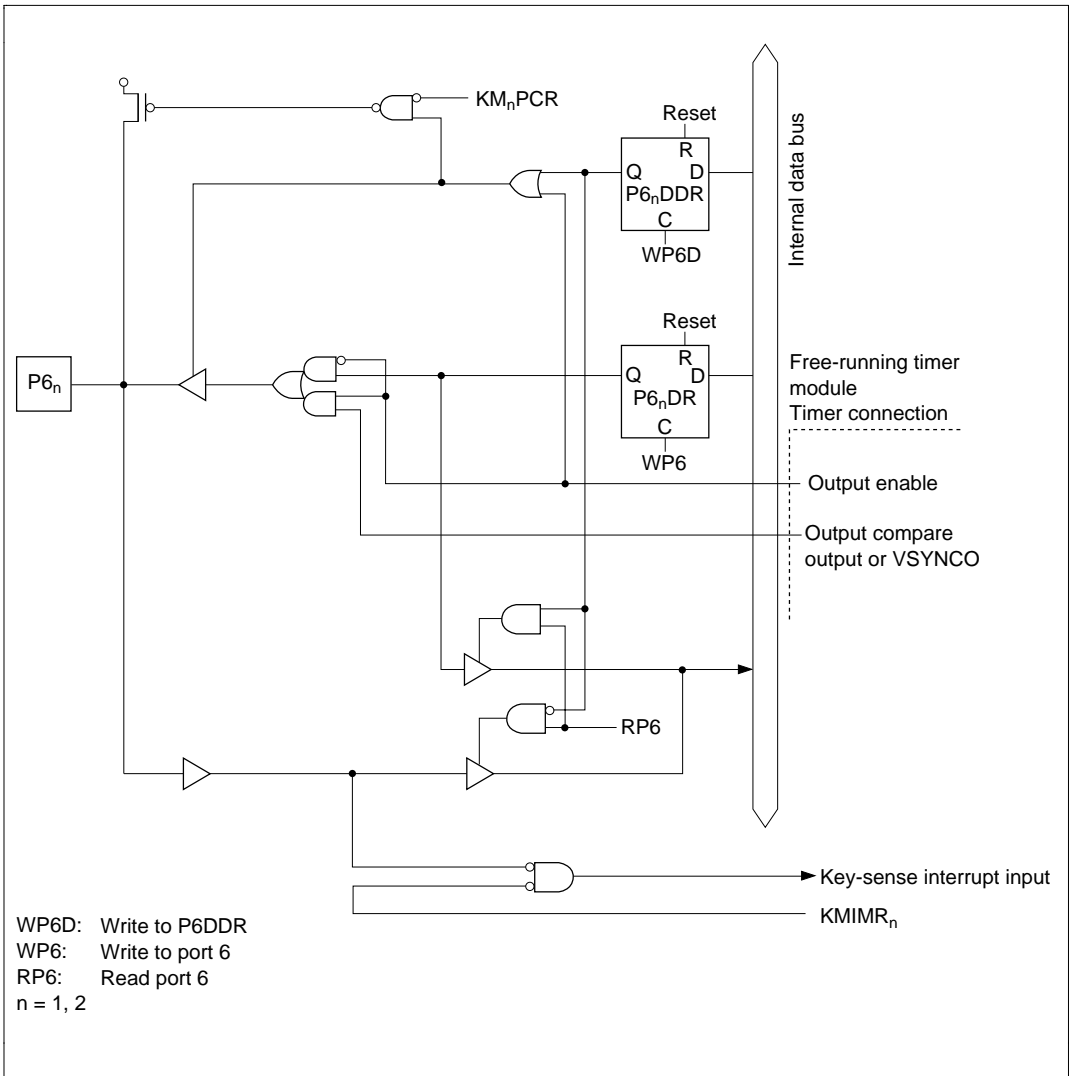 KMnPCR
Reset
R
Q D
P6nDDR
C
WP6D
Internal data bus
Reset
R
Q D
P6nDR
C
WP6
P6n
Free-running timer
module
Timer connection
Output enable
Output compare
output or VSYNCO
RP6
Key-sense interrupt input
KMIMRn
WP6D: Write to P6DDR
WP6: Write to port 6
RP6: Read port 6
n = 1, 2